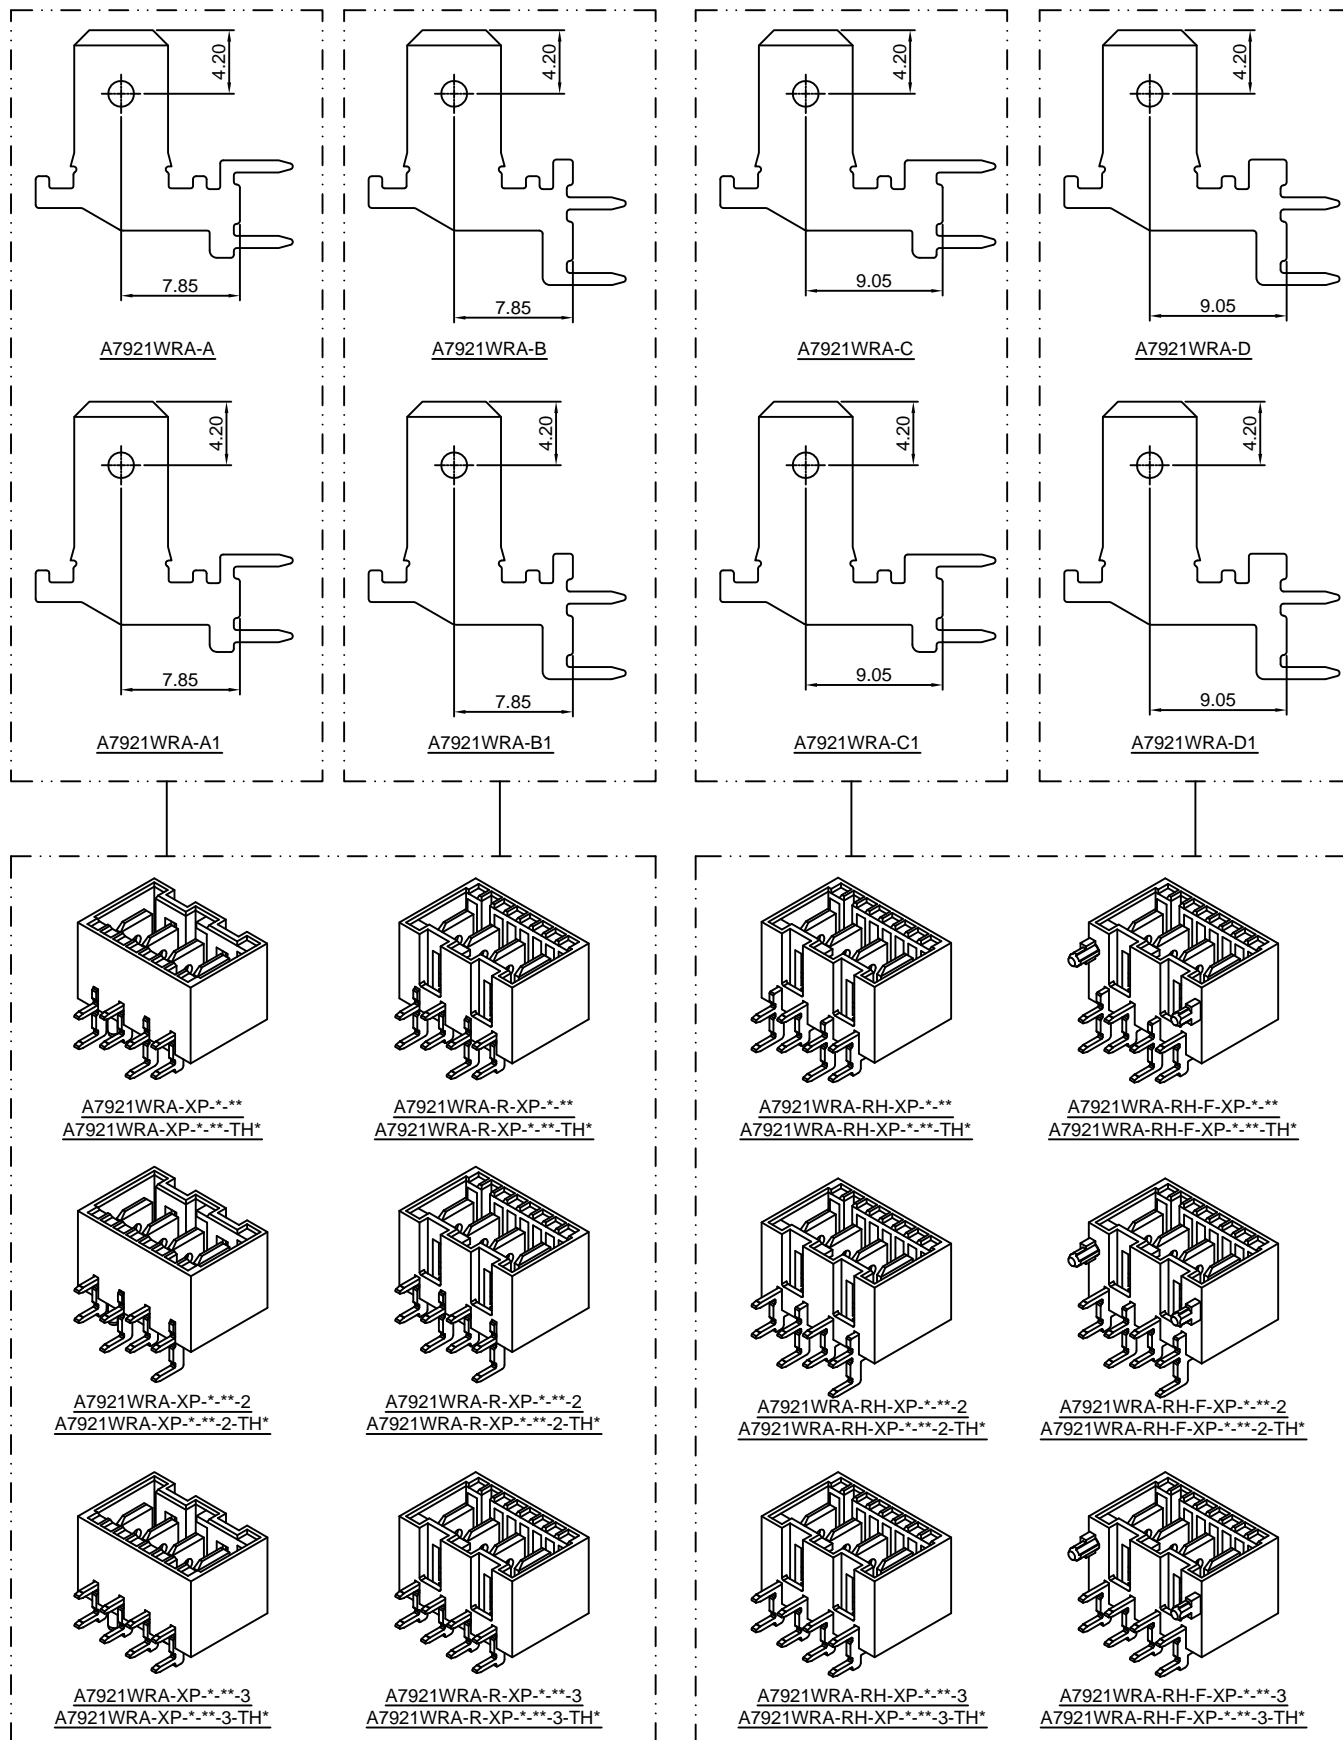 4.20
4.20
4.20
4.20
7.85
7.85
9.05
9.05
A7921WRA-A
A7921WRA-B
A7921WRA-C
A7921WRA-D
4.20
4.20
4.20
4.20
7.85
7.85
9.05
9.05
A7921WRA-A1
A7921WRA-B1
A7921WRA-C1
A7921WRA-D1
A7921WRA-XP-*-**
A7921WRA-XP-*-**-TH*
A7921WRA-R-XP-*-**
A7921WRA-R-XP-*-**-TH*
A7921WRA-RH-XP-*-**
A7921WRA-RH-XP-*-**-TH*
A7921WRA-RH-F-XP-*-**
A7921WRA-RH-F-XP-*-**-TH*
A7921WRA-XP-*-**-2
A7921WRA-XP-*-**-2-TH*
A7921WRA-R-XP-*-**-2
A7921WRA-R-XP-*-**-2-TH*
A7921WRA-RH-XP-*-**-2
A7921WRA-RH-XP-*-**-2-TH*
A7921WRA-RH-F-XP-*-**-2
A7921WRA-RH-F-XP-*-**-2-TH*
A7921WRA-XP-*-**-3
A7921WRA-XP-*-**-3-TH*
A7921WRA-R-XP-*-**-3
A7921WRA-R-XP-*-**-3-TH*
A7921WRA-RH-XP-*-**-3
A7921WRA-RH-XP-*-**-3-TH*
A7921WRA-RH-F-XP-*-**-3
A7921WRA-RH-F-XP-*-**-3-TH*